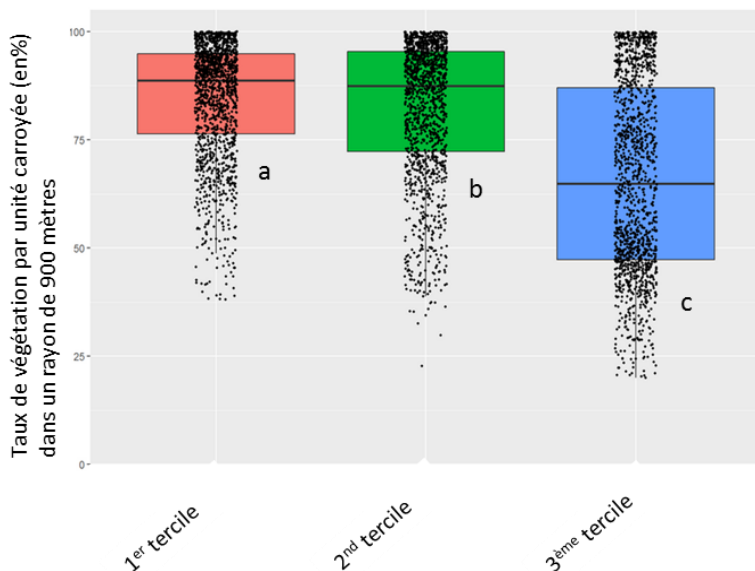 Taux de végétation par unité carroyée (en%)
dans un rayon de 900 mètres
100
75
50
25
0
a
b
c
1er tercile
2nd tercile
3ème tercile